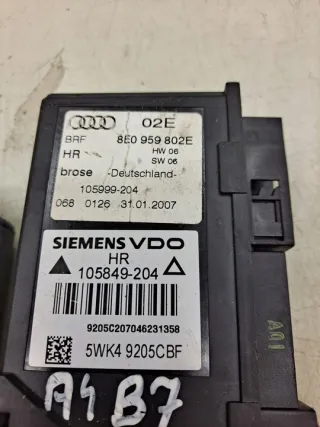 02E
BRF 8E0 959 802E
HR HW 06
SW 06
brose -Deutschland-
105999-204
068 0126 31.01.2007
SIEMENS VDO
HR
105849-204
9205C207046231358
5WK4 9205CBF
A4 B7
A01